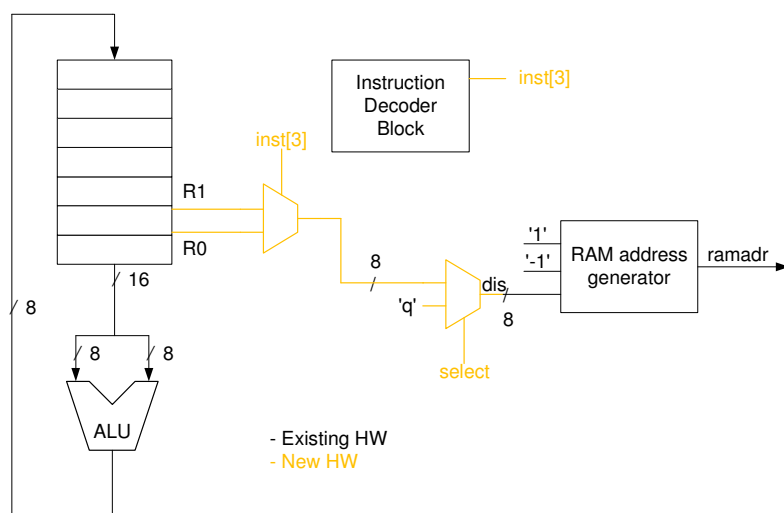 Instruction
Decoder
Block
inst[3]
inst[3]
R1
R0
16
8
'1'
'-1'
RAM address
generator
ramadr
8
'q'
dis
8
select
8
8
ALU
- Existing HW
- New HW